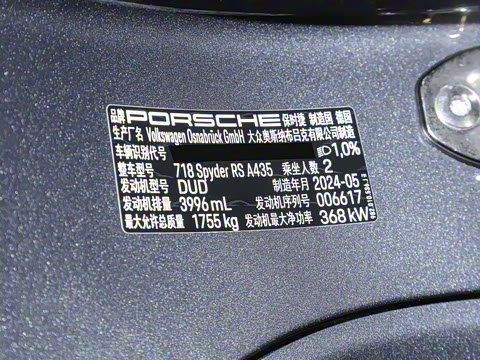 品牌 PORSCHE 保时捷 制造国 德国
生产厂名 Volkswagen Osnabrück GmbH 大众奥斯纳布吕克有限公司制造
车辆识别代号 1,0%
整车型号 718 Spyder RS A435 乘坐人数 2
发动机型号 DUD 制造年月 2024-05
发动机排量 3996 mL 发动机序列号 006617
最大允许总质量 1755 kg 发动机最大净功率 368 kW